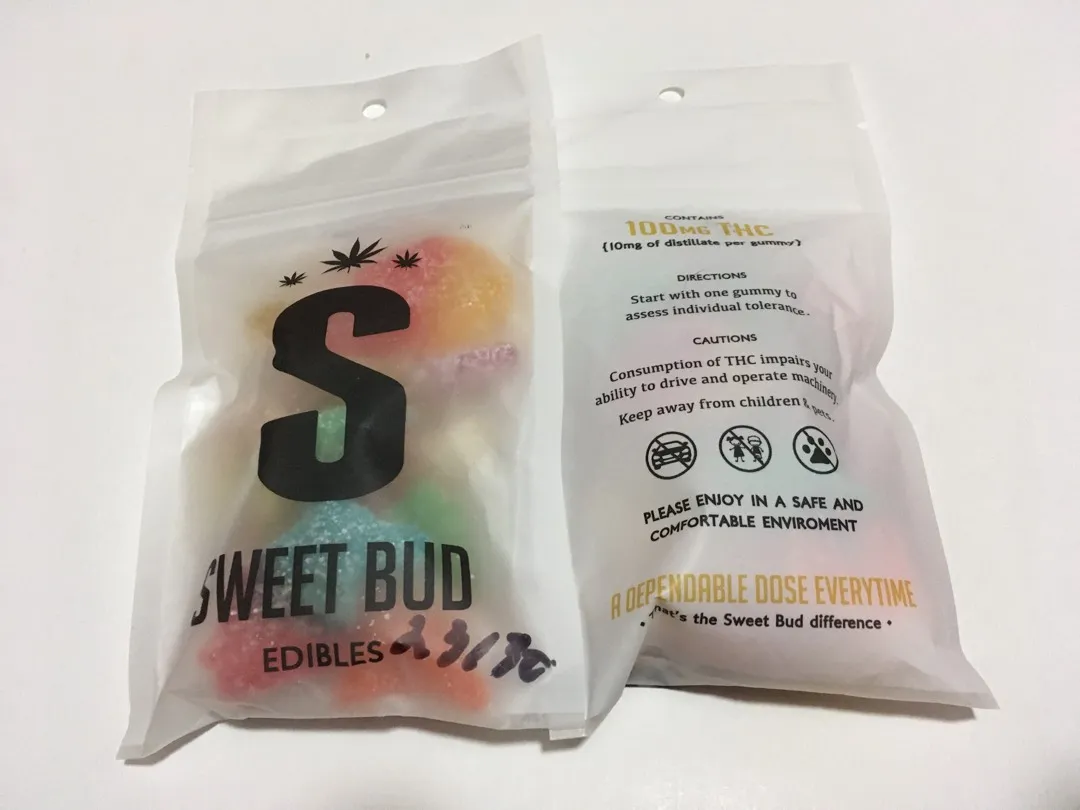 S
SWEET BUD
EDIBLES
CONTAINS
100MG THC
{10mg of distillate per gummy}
DIRECTIONS
Start with one gummy to
assess individual tolerance.
CAUTIONS
Consumption of THC impairs your
ability to drive and operate machinery.
Keep away from children & pets.
PLEASE ENJOY IN A SAFE AND
COMFORTABLE ENVIROMENT
A DEPENDABLE DOSE EVERYTIME
• That's the Sweet Bud difference •